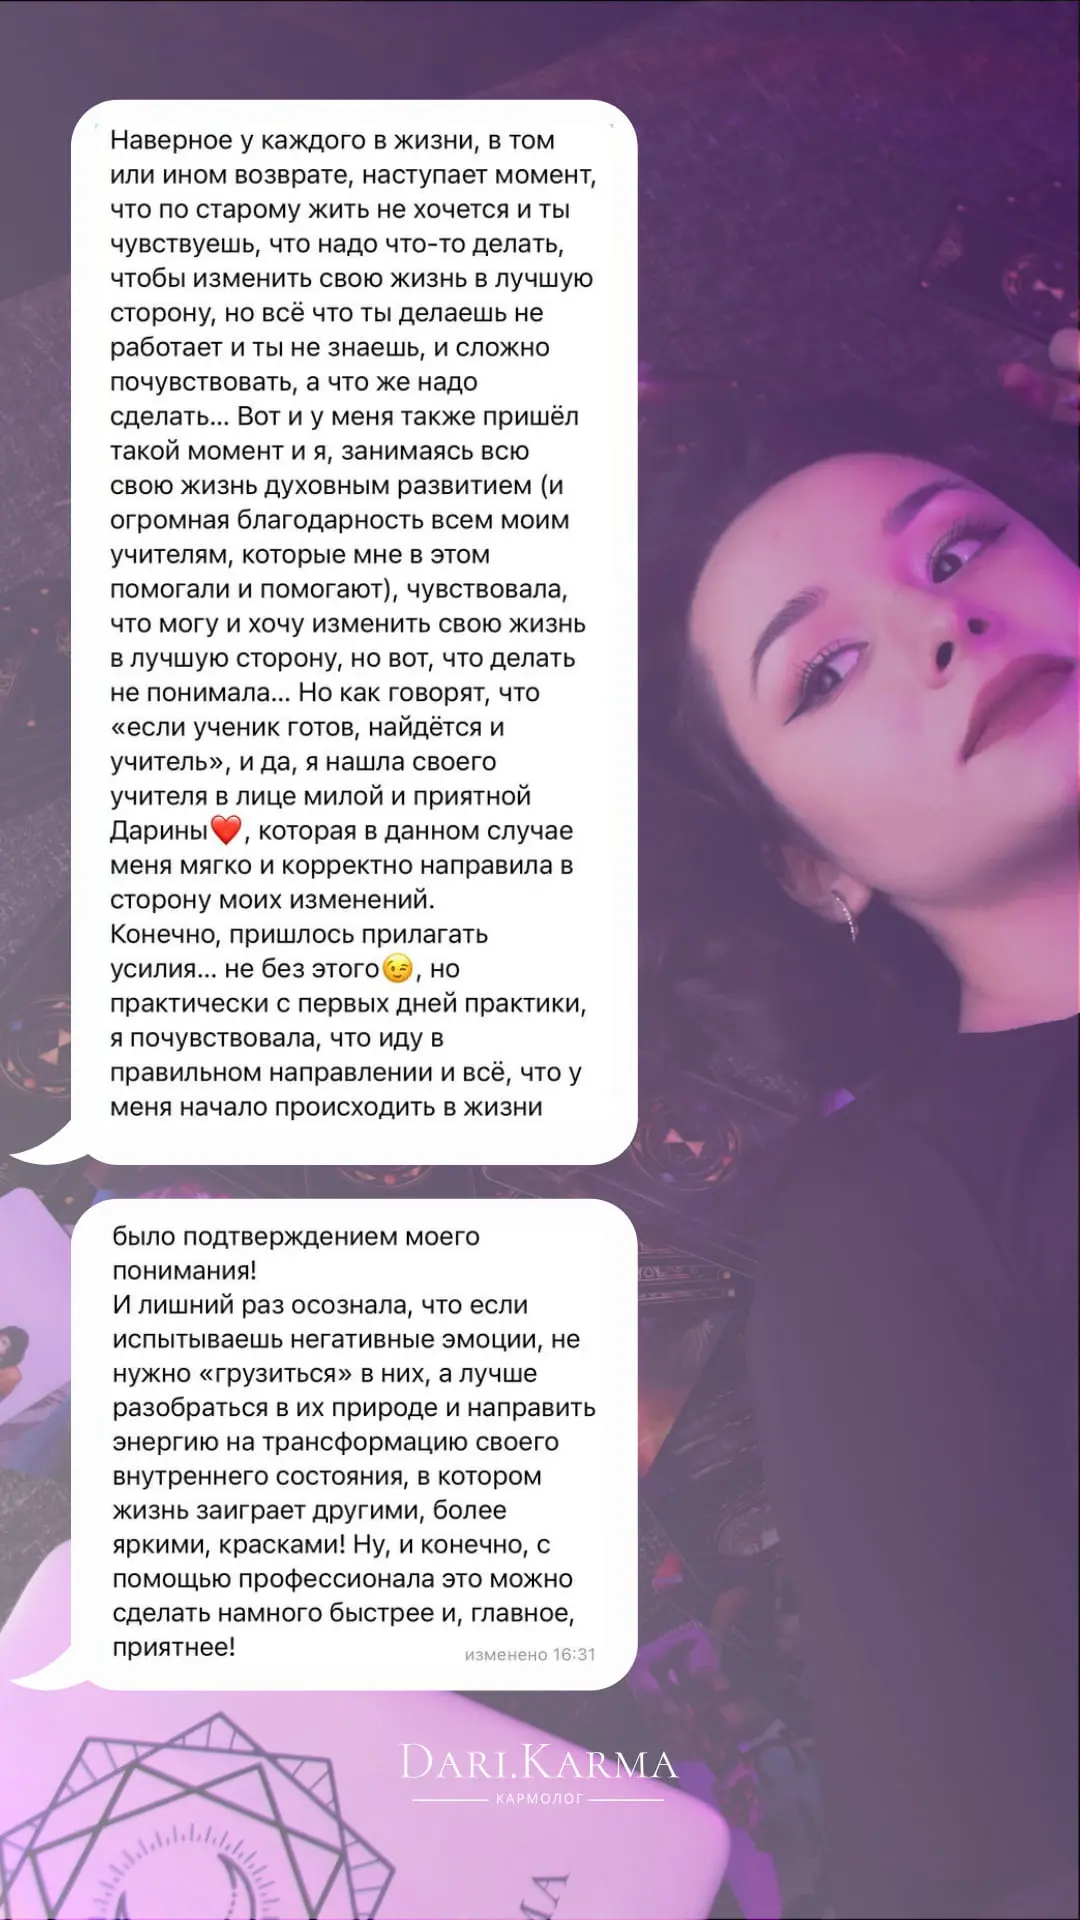 Наверное у каждого в жизни, в том
или ином возврате, наступает момент,
что по старому жить не хочется и ты
чувствуешь, что надо что-то делать,
чтобы изменить свою жизнь в лучшую
сторону, но всё что ты делаешь не
работает и ты не знаешь, и сложно
почувствовать, а что же надо
сделать... Вот и у меня также пришёл
такой момент и я, занимаясь всю
свою жизнь духовным развитием (и
огромная благодарность всем моим
учителям, которые мне в этом
помогали и помогают), чувствовала,
что могу и хочу изменить свою жизнь
в лучшую сторону, но вот, что делать
не понимала... Но как говорят, что
«если ученик готов, найдётся и
учитель», и да, я нашла своего
учителя в лице милой и приятной
Дарины❤️, которая в данном случае
меня мягко и корректно направила в
сторону моих изменений.
Конечно, пришлось прилагать
усилия... не без этого😉, но
практически с первых дней практики,
я почувствовала, что иду в
правильном направлении и всё, что у
меня начало происходить в жизни
было подтверждением моего
понимания!
И лишний раз осознала, что если
испытываешь негативные эмоции, не
нужно «грузиться» в них, а лучше
разобраться в их природе и направить
энергию на трансформацию своего
внутреннего состояния, в котором
жизнь заиграет другими, более
яркими, красками! Ну, и конечно, с
помощью профессионала это можно
сделать намного быстрее и, главное,
приятнее!
изменено 16:31
DARI.KARMA
КАРМОЛОГ